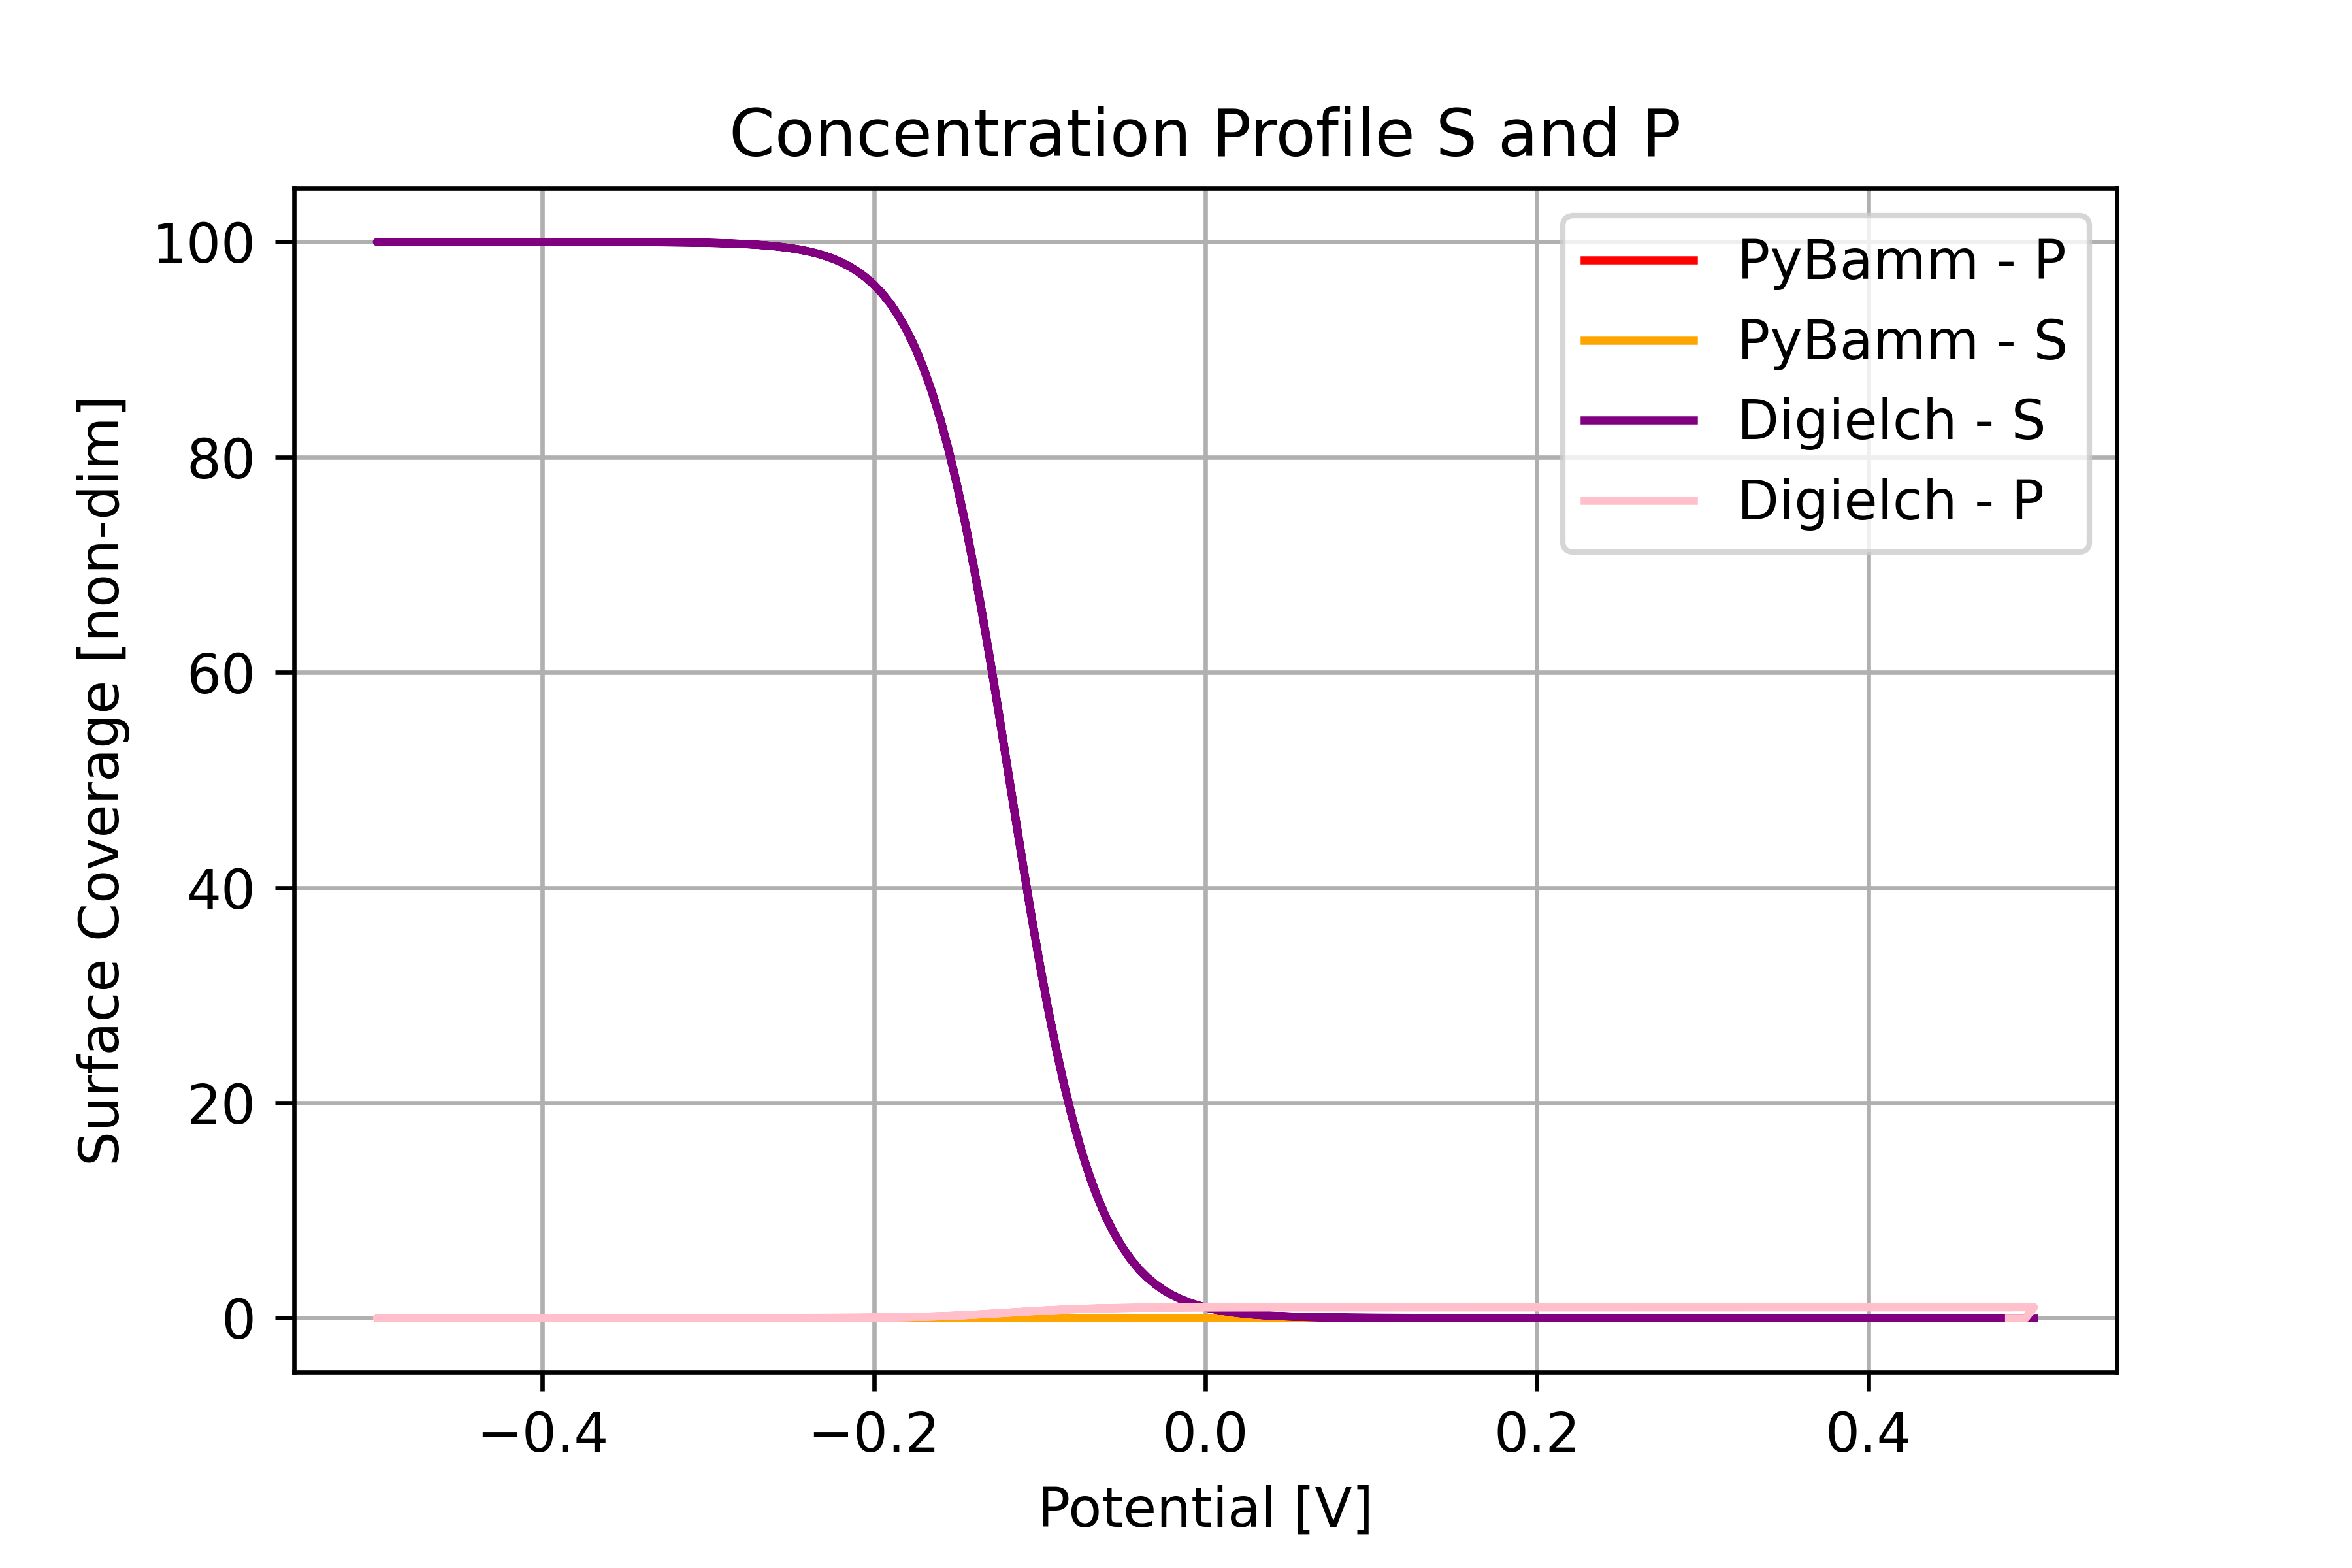 Concentration Profile S and P
Surface Coverage [non-dim]
100
80
60
40
20
0
PyBamm - P
PyBamm - S
Digielch - S
Digielch - P
−0.4 −0.2 0.0 0.2 0.4
Potential [V]